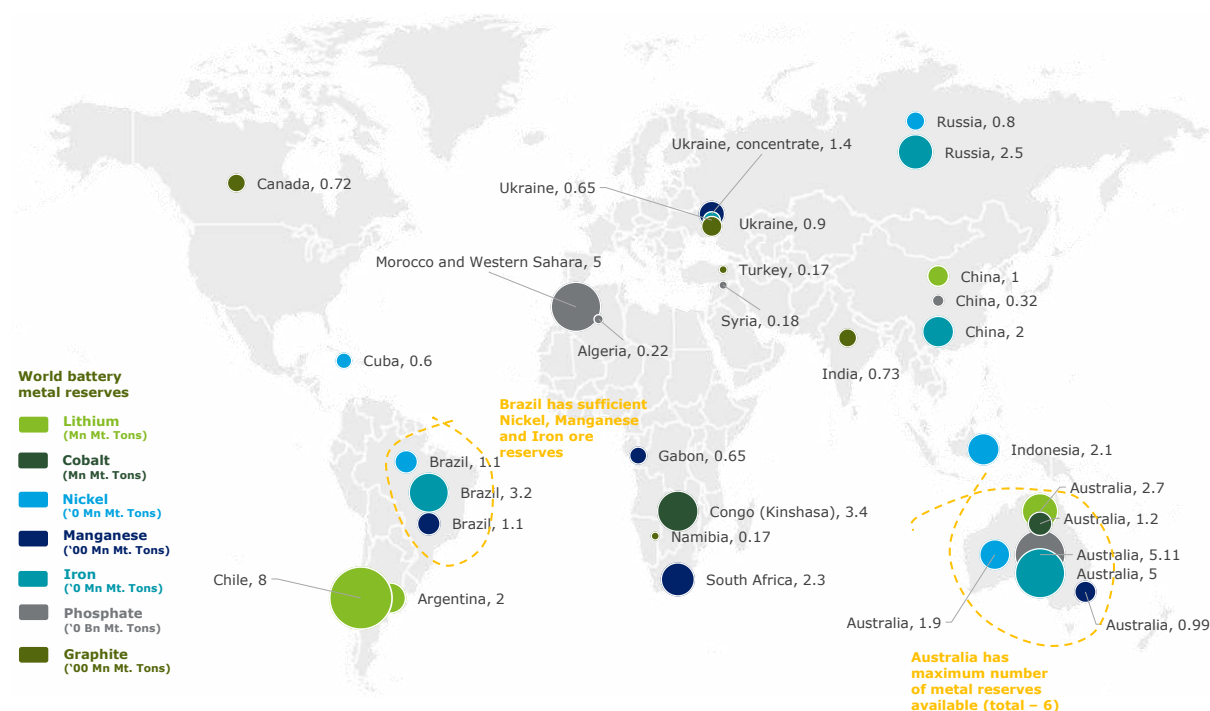 Russia, 0.8
Ukraine, concentrate, 1.4
Russia, 2.5
Canada, 0.72
Ukraine, 0.65
Ukraine, 0.9
Morocco and Western Sahara, 5
Turkey, 0.17
China, 1
China, 0.32
Syria, 0.18
China, 2
Algeria, 0.22
Cuba, 0.6
India, 0.73
World battery
metal reserves
Lithium
(Mn Mt. Tons)
Cobalt
(Mn Mt. Tons)
Nickel
(‘0 Mn Mt. Tons)
Manganese
(‘00 Mn Mt. Tons)
Iron
(‘0 Mn Mt. Tons)
Phosphate
(‘0 Bn Mt. Tons)
Graphite
(‘00 Mn Mt. Tons)
Brazil has sufficient
Nickel, Manganese
and Iron ore
reserves
Brazil, 1.1
Brazil, 3.2
Brazil, 1.1
Gabon, 0.65
Indonesia, 2.1
Congo (Kinshasa), 3.4
Namibia, 0.17
South Africa, 2.3
Chile, 8
Argentina, 2
Australia, 2.7
Australia, 1.2
Australia, 5.11
Australia, 5
Australia, 1.9
Australia, 0.99
Australia has
maximum number
of metal reserves
available (total – 6)